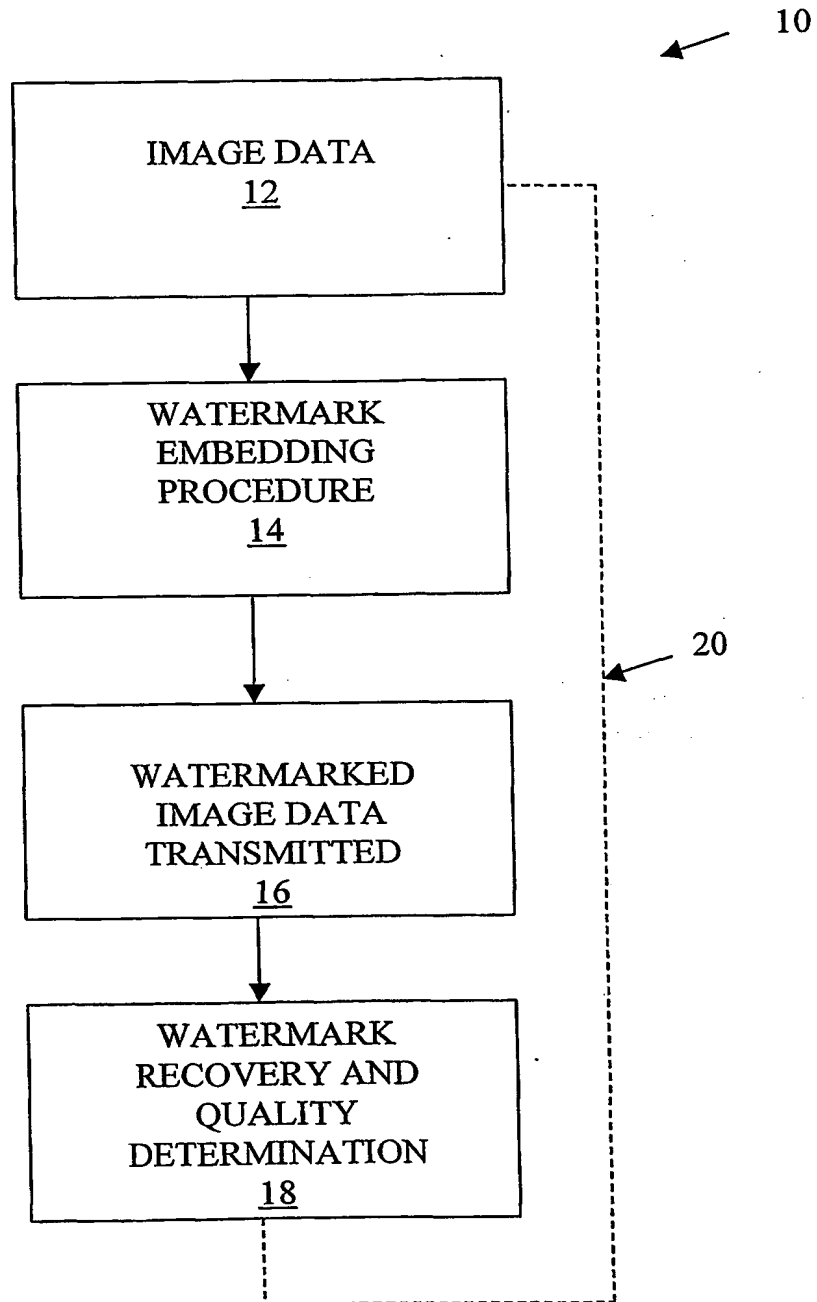 10
IMAGE DATA
12
WATERMARK
EMBEDDING
PROCEDURE
14
20
WATERMARKED
IMAGE DATA
TRANSMITTED
16
WATERMARK
RECOVERY AND
QUALITY
DETERMINATION
18